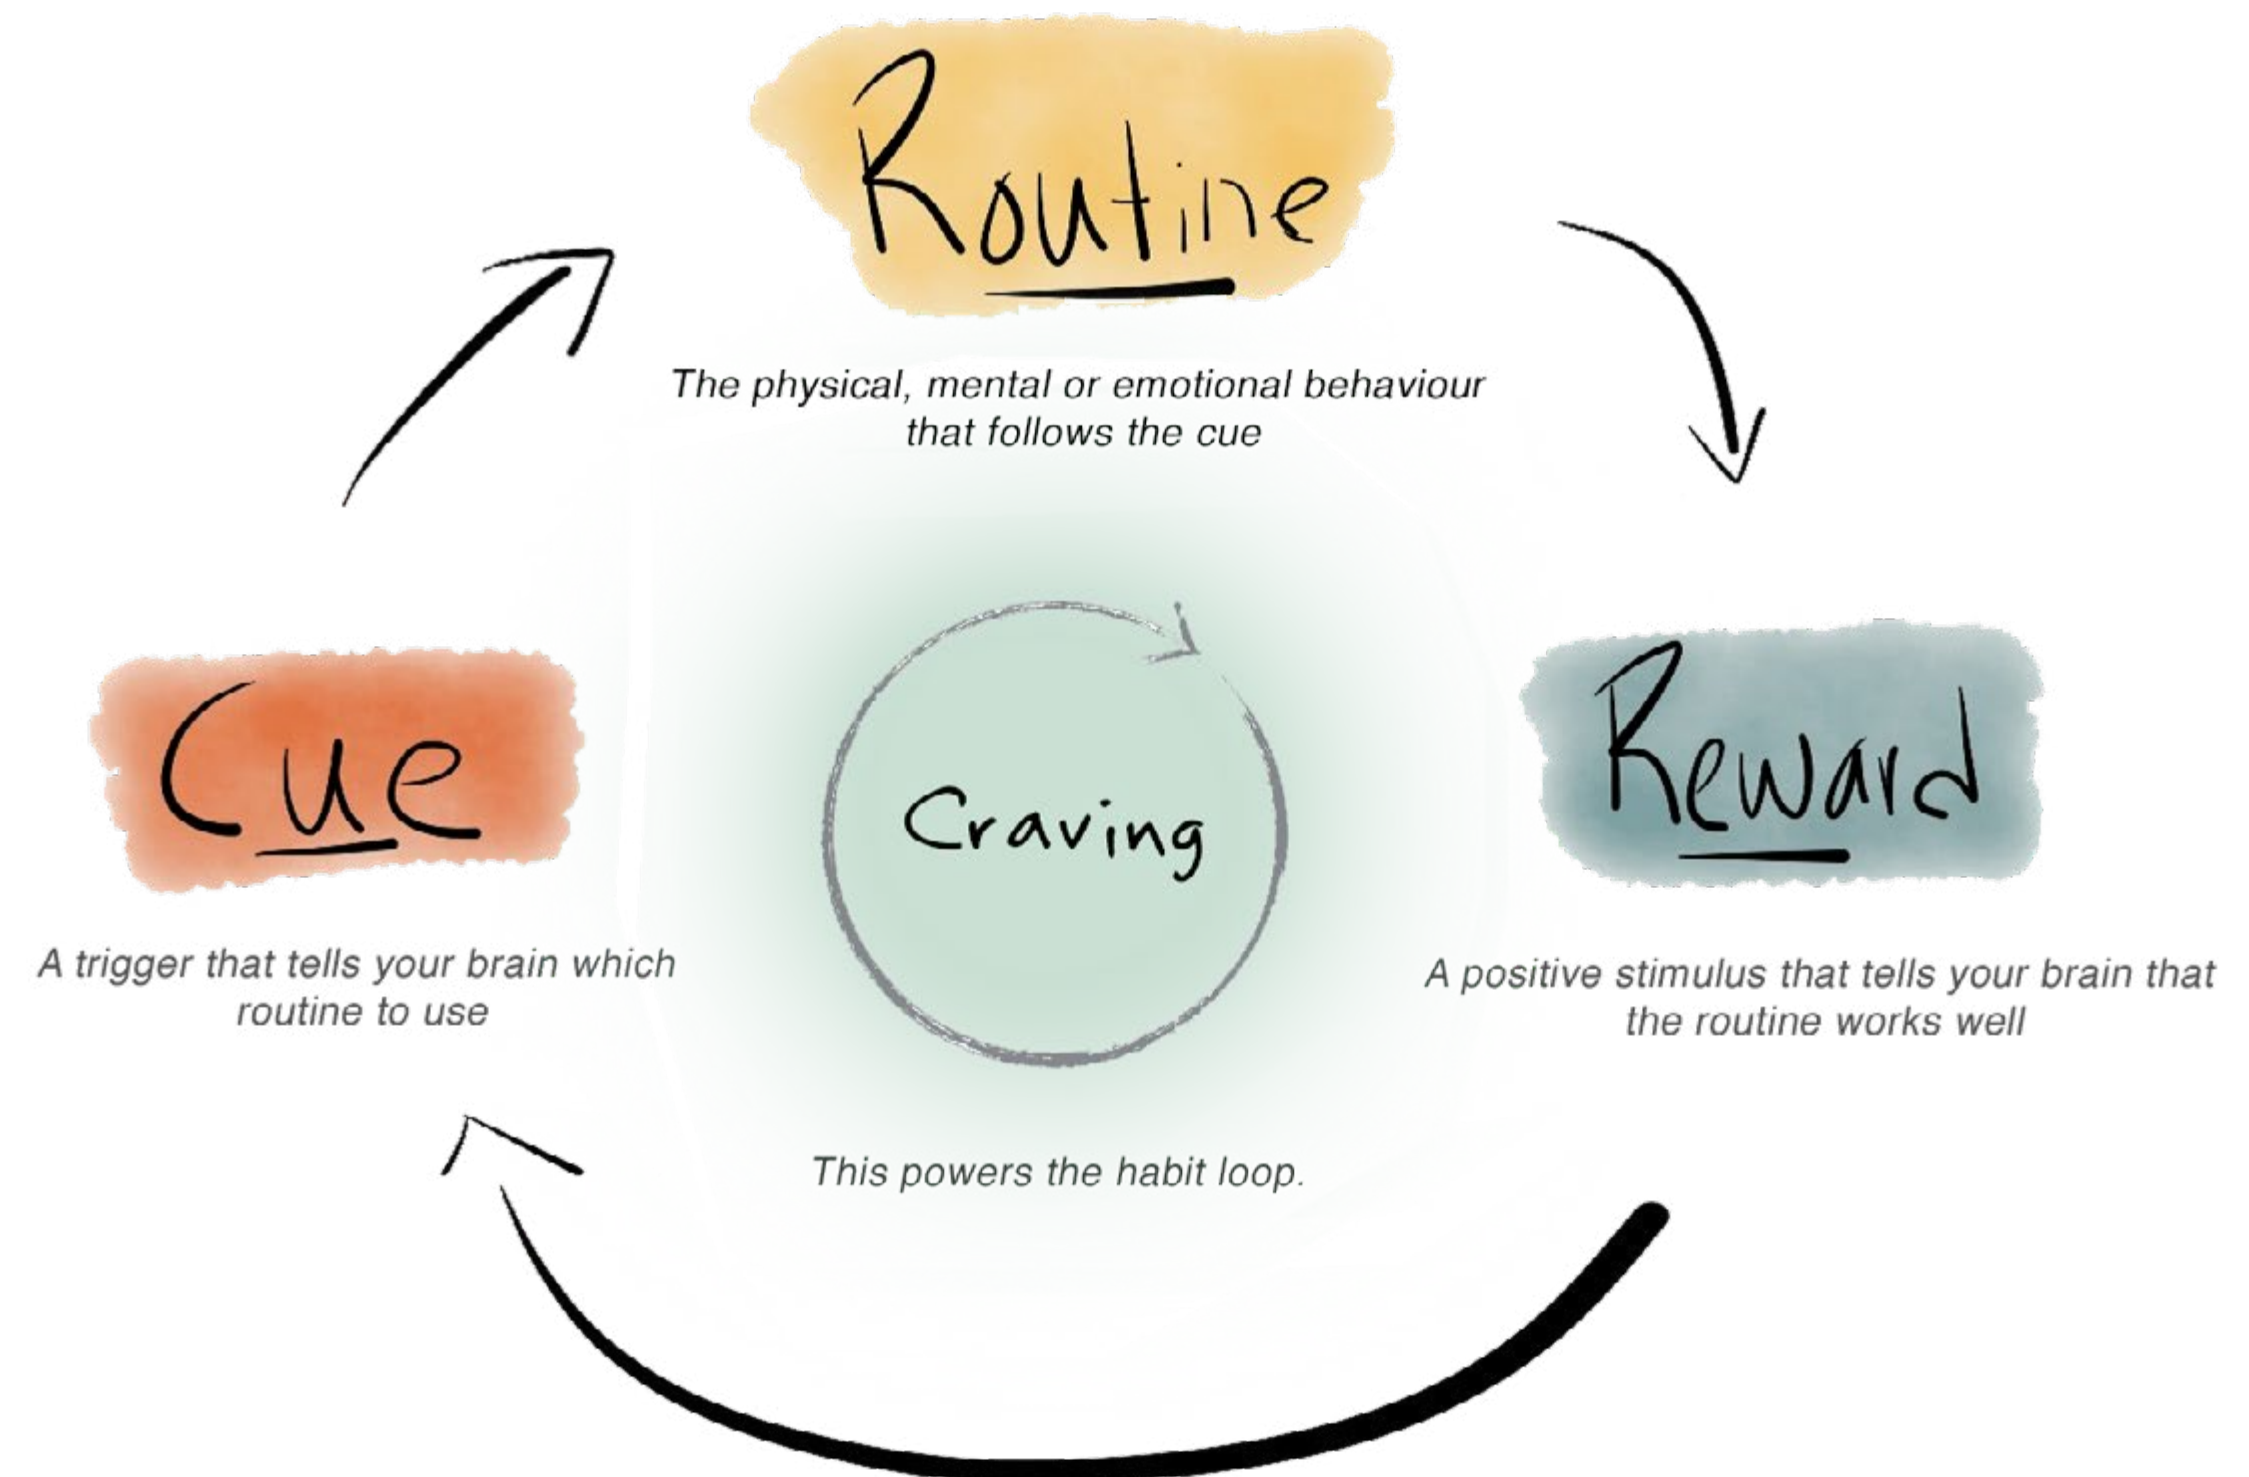 Routine
The physical, mental or emotional behaviour
that follows the cue
Cue
A trigger that tells your brain which
routine to use
Craving
This powers the habit loop.
Reward
A positive stimulus that tells your brain that
the routine works well